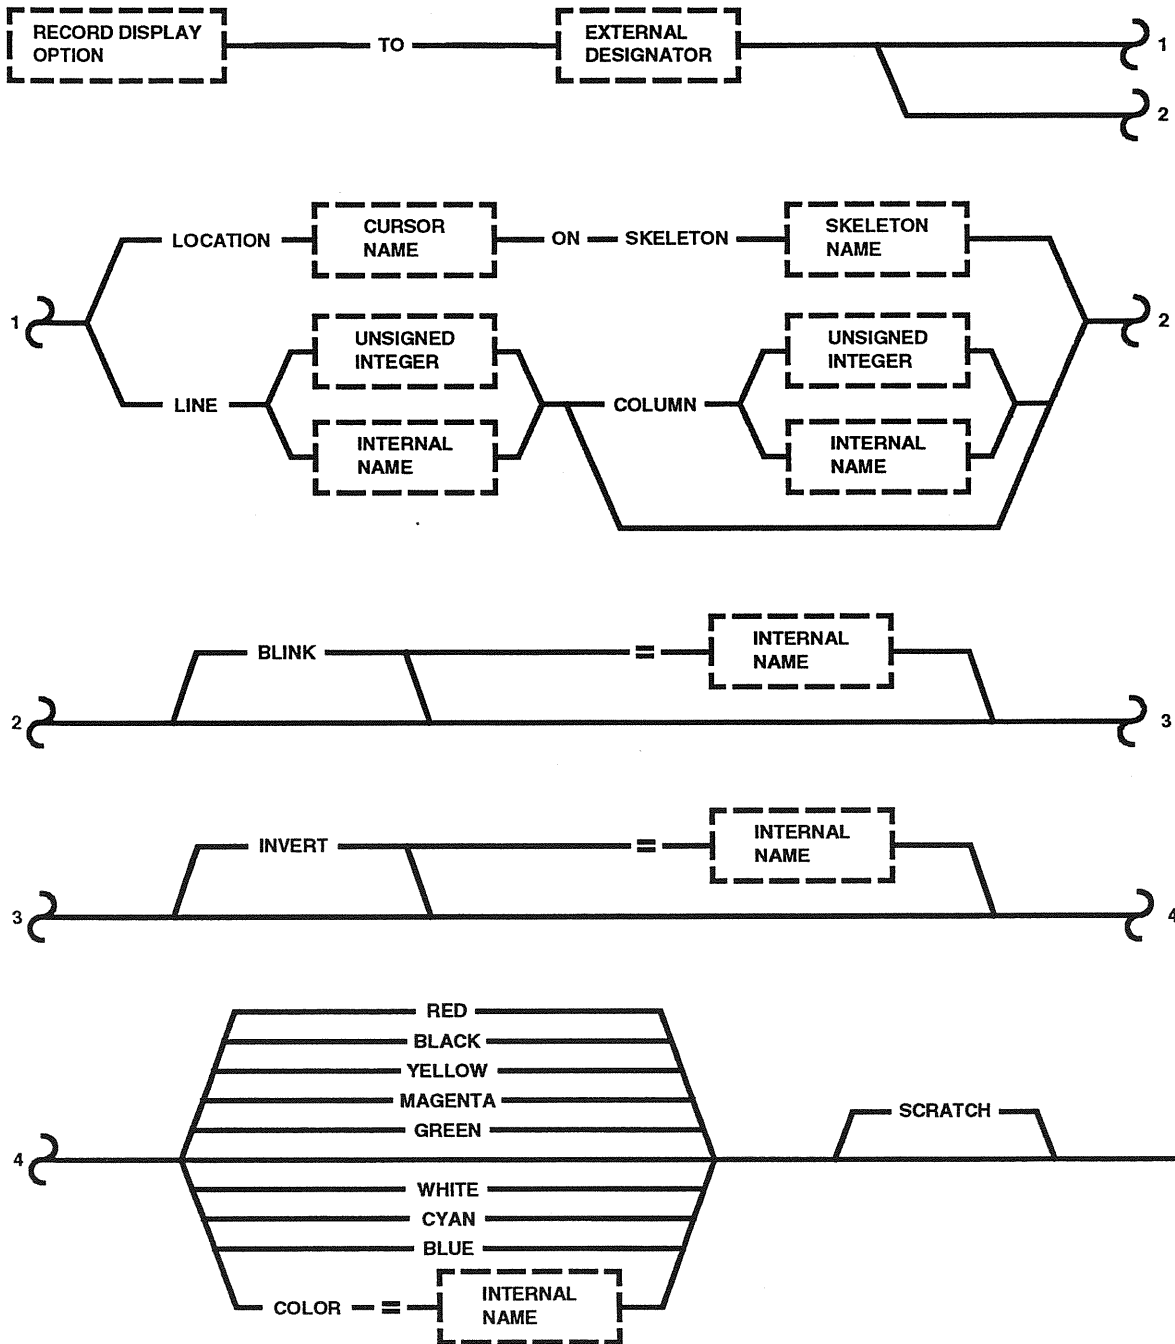 RECORD DISPLAY
OPTION
TO
EXTERNAL
DESIGNATOR
1
2
LOCATION
CURSOR
NAME
ON
SKELETON
SKELETON
NAME
1
UNSIGNED
INTEGER
UNSIGNED
INTEGER
2
LINE
COLUMN
INTERNAL
NAME
INTERNAL
NAME
BLINK
=
INTERNAL
NAME
2
3
INVERT
=
INTERNAL
NAME
3
4
RED
BLACK
YELLOW
MAGENTA
GREEN
SCRATCH
4
WHITE
CYAN
BLUE
COLOR
=
INTERNAL
NAME